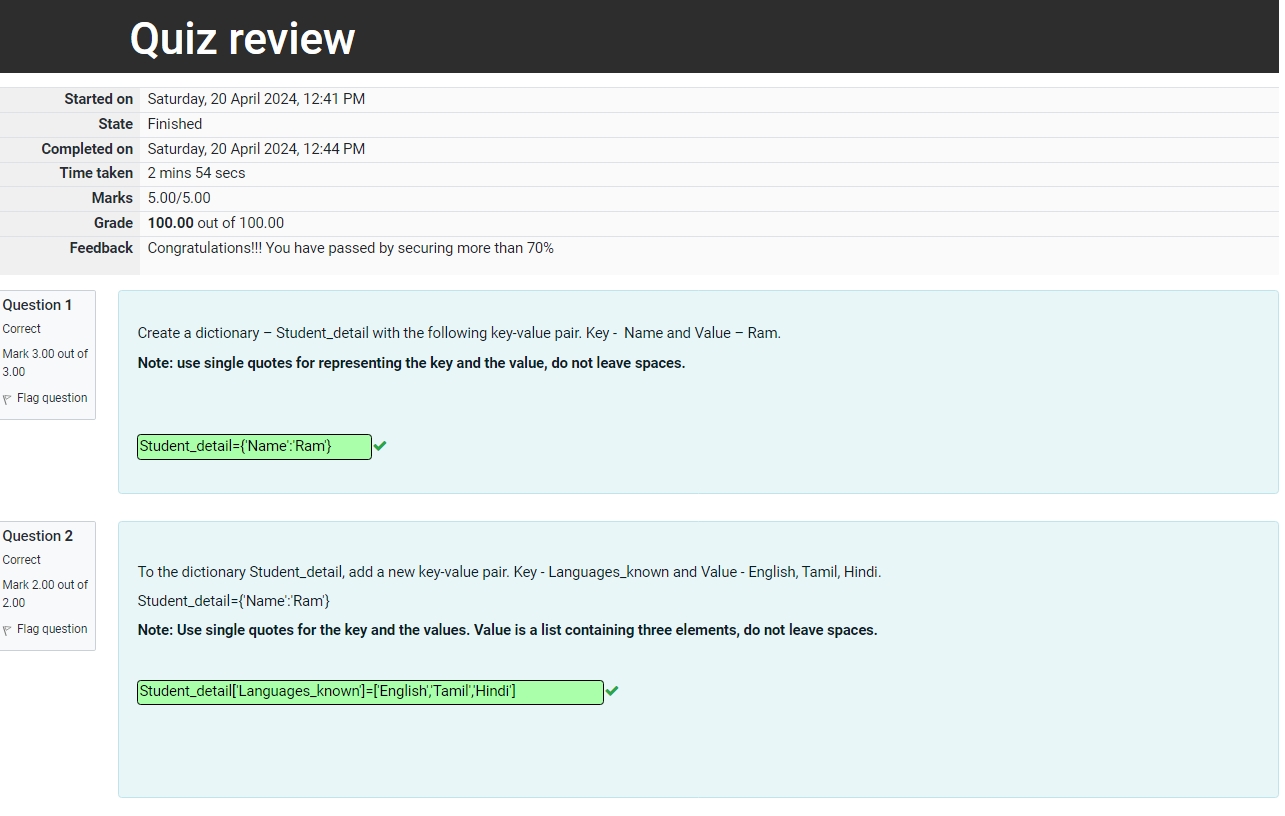 Quiz review
Started on Saturday, 20 April 2024, 12:41 PM
State Finished
Completed on Saturday, 20 April 2024, 12:44 PM
Time taken 2 mins 54 secs
Marks 5.00/5.00
Grade 100.00 out of 100.00
Feedback Congratulations!!! You have passed by securing more than 70%
Question 1
Correct
Mark 3.00 out of
3.00
Flag question
Create a dictionary – Student_detail with the following key-value pair. Key -  Name and Value – Ram.
Note: use single quotes for representing the key and the value, do not leave spaces.
Student_detail={'Name':'Ram'}
Question 2
Correct
Mark 2.00 out of
2.00
Flag question
To the dictionary Student_detail, add a new key-value pair. Key - Languages_known and Value - English, Tamil, Hindi.
Student_detail={'Name':'Ram'}
Note: Use single quotes for the key and the values. Value is a list containing three elements, do not leave spaces.
Student_detail['Languages_known']=['English','Tamil','Hindi']